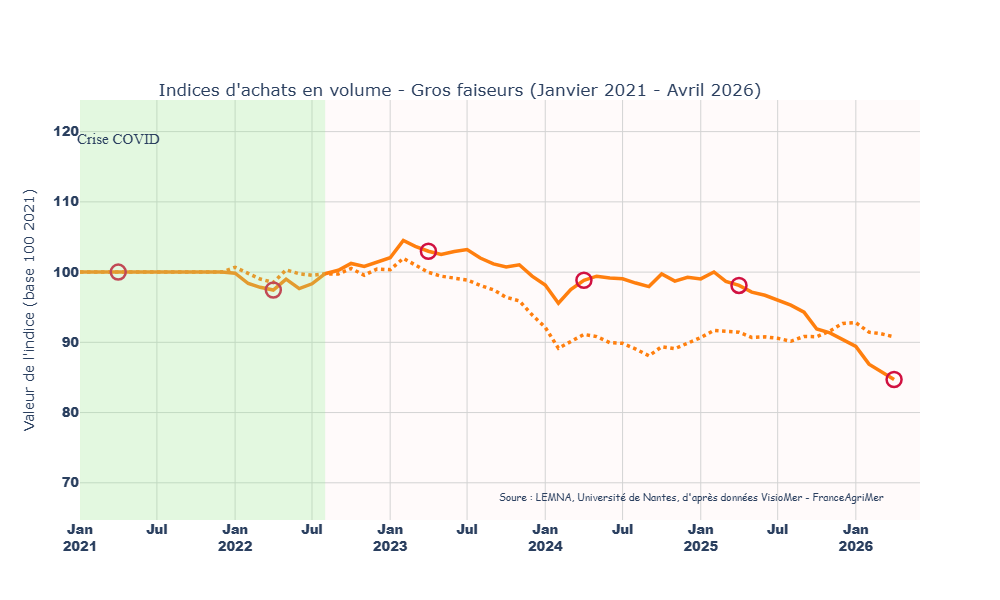 Indices d'achats en volume - Gros faiseurs (Janvier 2021 - Avril 2026)
Valeur de l'Indice (base 100 2021)
120
Crise COVID
110
100
90
80
70
Soure : LEMNA, Université de Nantes, d'après données VisioMer - FranceAgriMer
Jan Jul Jan Jul Jan Jul Jan Jul Jan Jul Jan
2021 2022 2023 2024 2025 2026